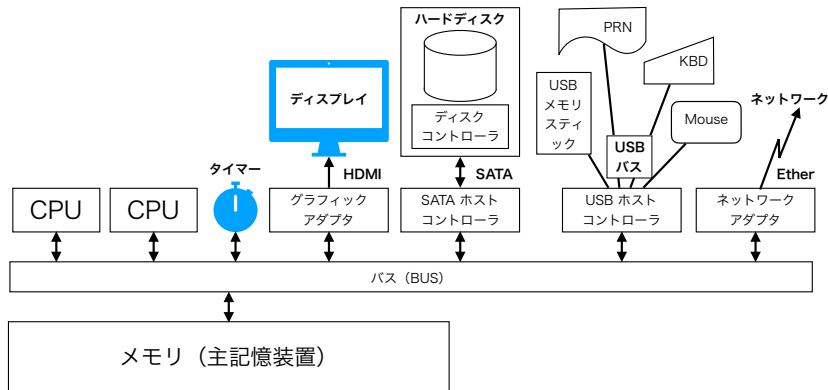 ハードディスク
PRN
KBD
ディスプレイ
USB
メモリ
スティ
ック
ネットワーク
ディスク
コントローラ
Mouse
USB
バス
タイマー
HDMI
SATA
Ether
CPU
CPU
グラフィック
アダプタ
SATA ホスト
コントローラ
USB ホスト
コントローラ
ネットワーク
アダプタ
バス（BUS）
メモリ（主記憶装置）